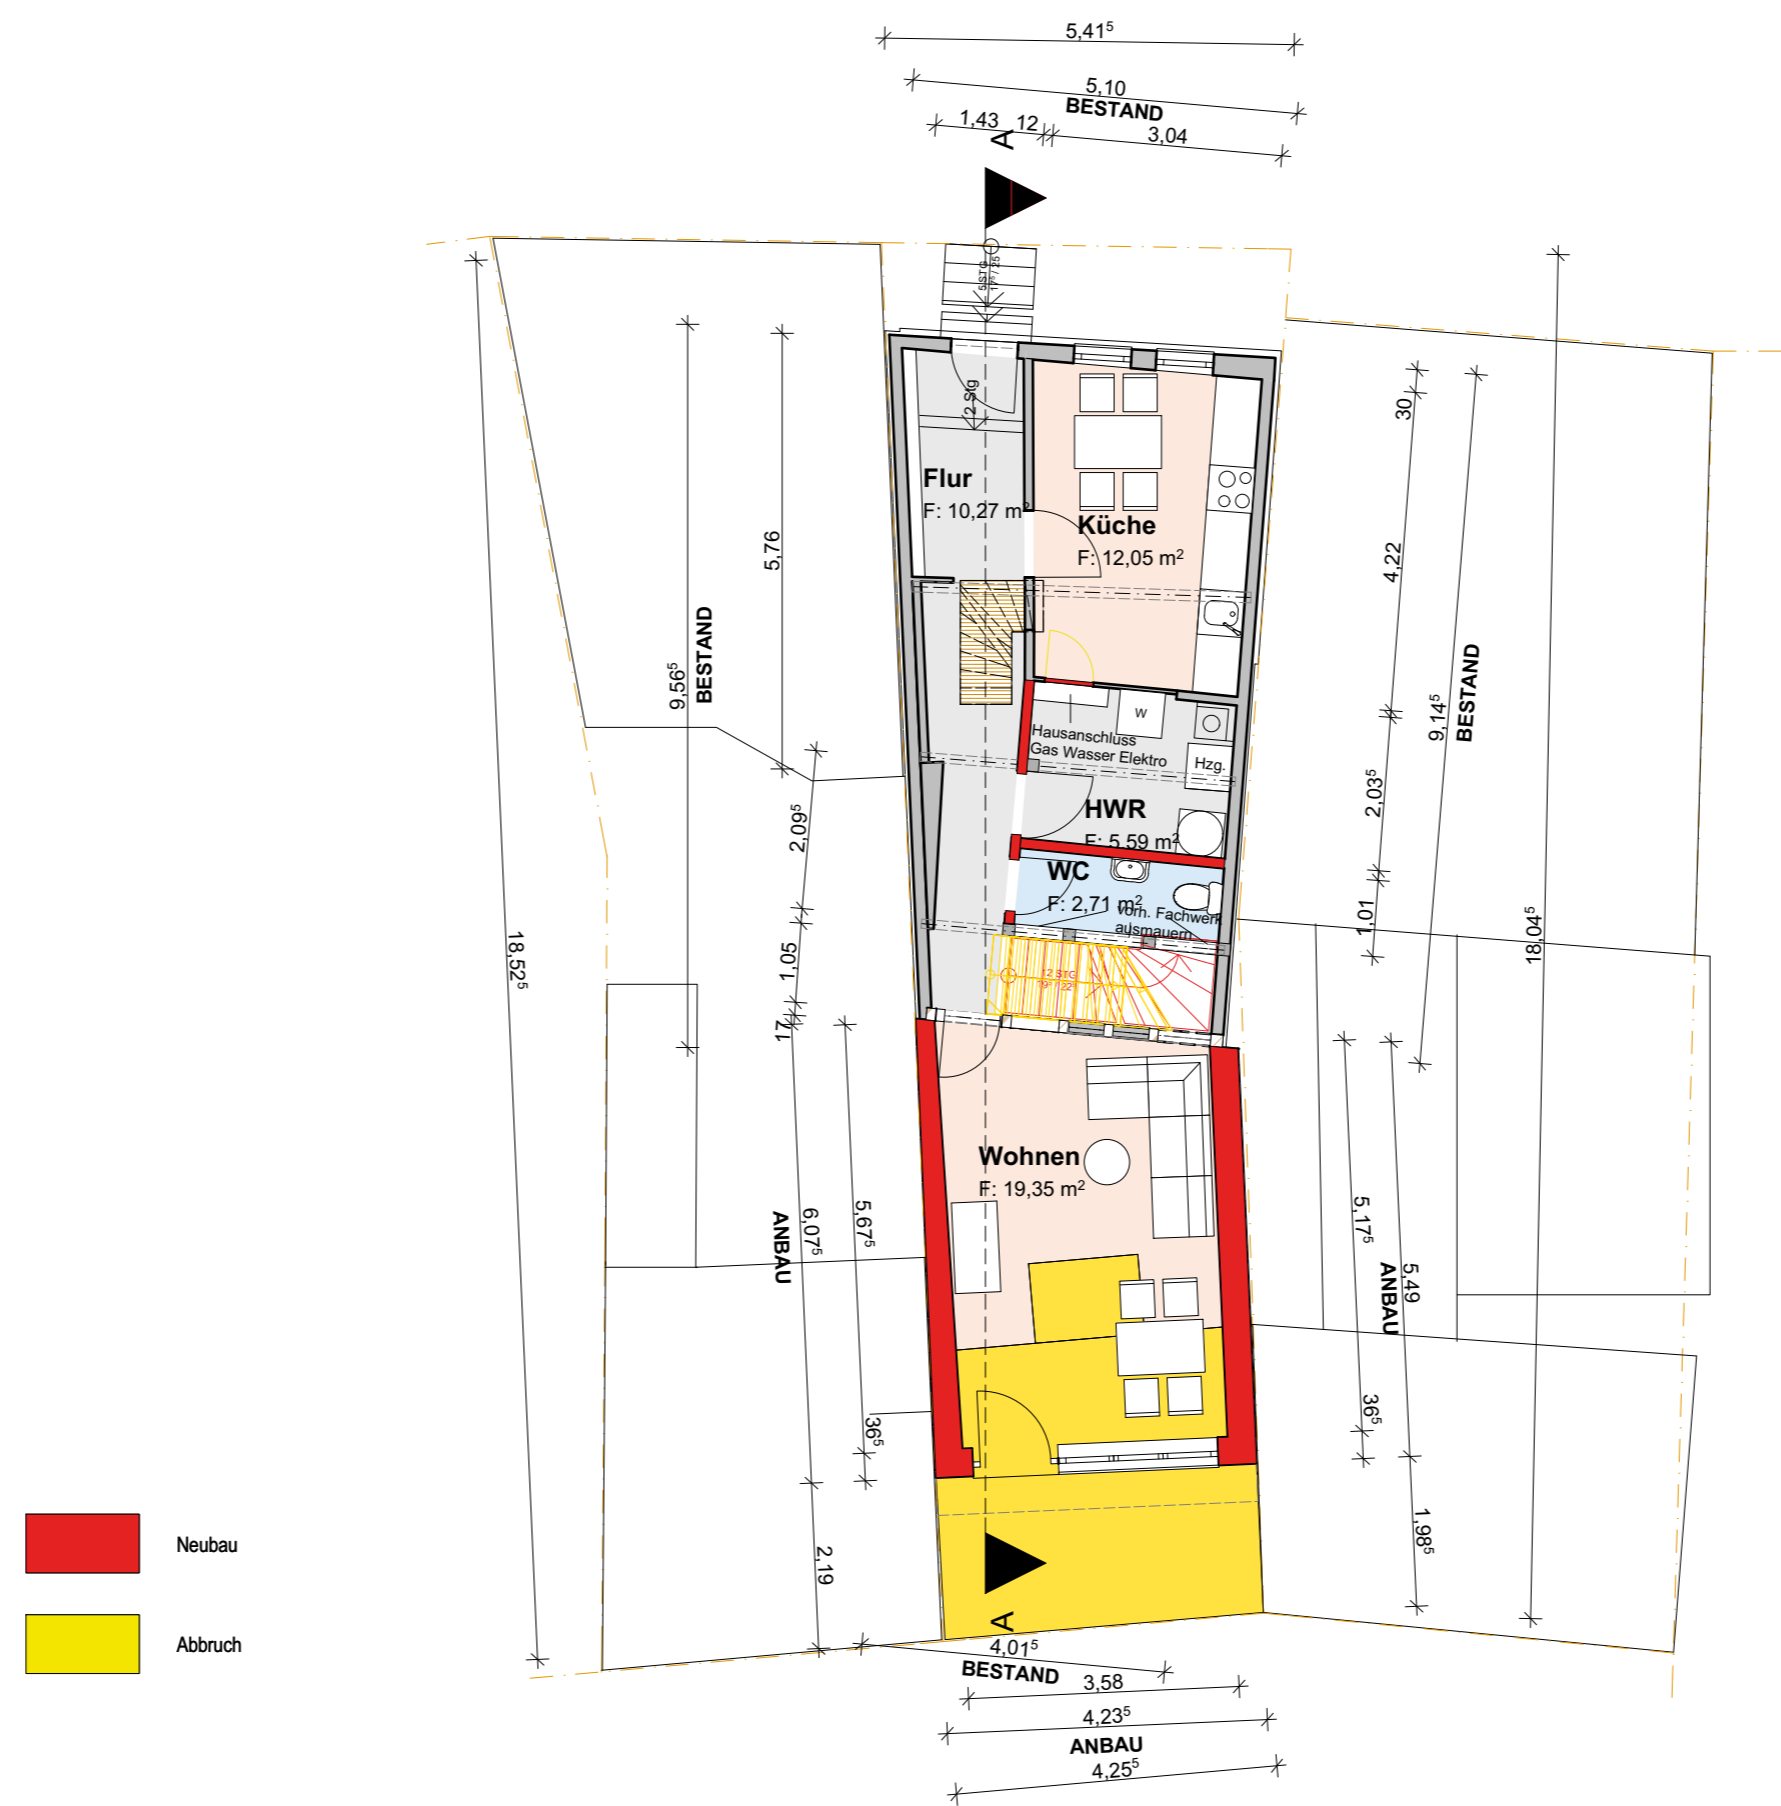 5,41⁵
5,10
BESTAND
1,43 12 3,04
A
5STG
17⁵ / 25
2 Stg
Flur
F: 10,27 m²
Küche
F: 12,05 m²
Hausanschluss
Gas Wasser Elektro
W
Hzg.
HWR
F: 5,59 m²
WC
F: 2,71 m²
Vorh. Fachwerk
ausmauern
12 STG
Wohnen
F: 19,35 m²
A
5,76
9,56⁵
BESTAND
2,09⁵
1,05
17
18,52⁵
5,67⁵
6,07⁵
ANBAU
36⁵
2,19
30
4,22
9,14⁵
BESTAND
2,03⁵
1,01
18,04⁵
5,17⁵
5,49
ANBAU
36⁵
1,98⁵
4,01⁵
BESTAND
3,58
4,23⁵
ANBAU
4,25⁵
Neubau
Abbruch